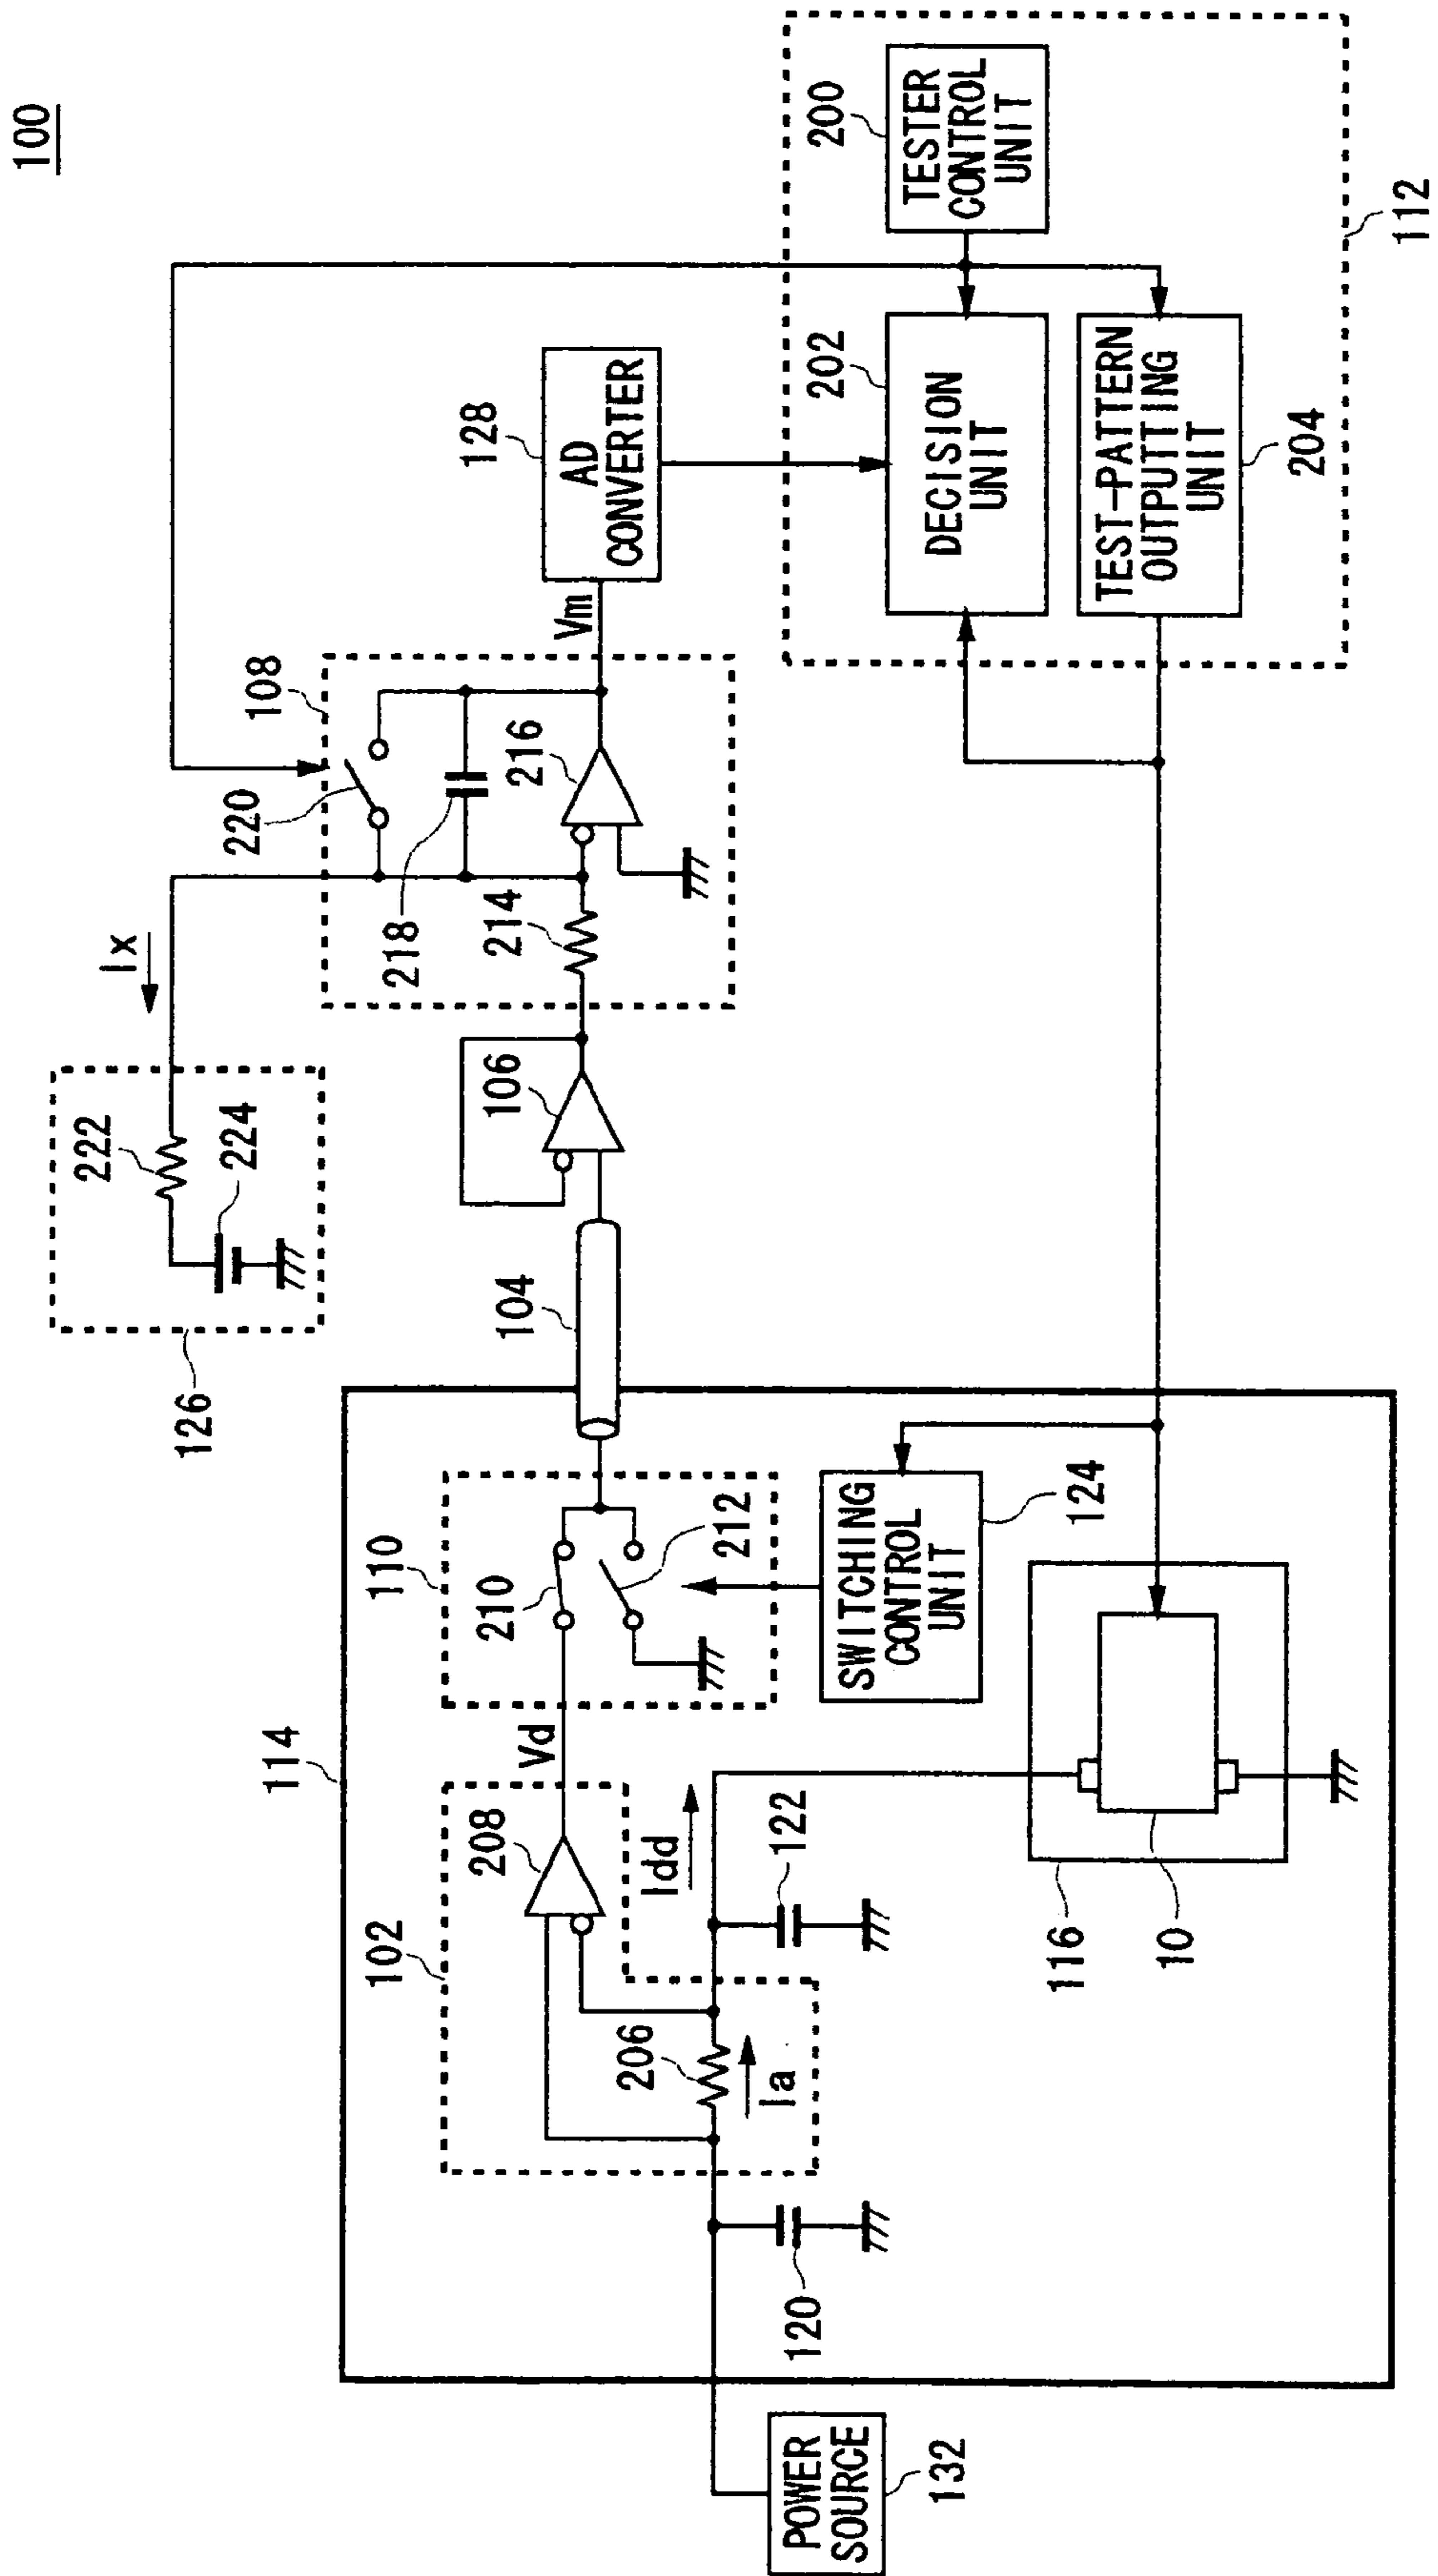 100
126
222
224
Ix
108
220
218
214
216
Vm
128
AD
CONVERTER
106
104
114
110
210
212
102
208
Vd
206
Ia
Idd
120
122
SWITCHING
CONTROL
UNIT
124
116
10
POWER
SOURCE
132
200
TESTER
CONTROL
UNIT
202
DECISION
UNIT
TEST-PATTERN
OUTPUTTING
UNIT
204
112